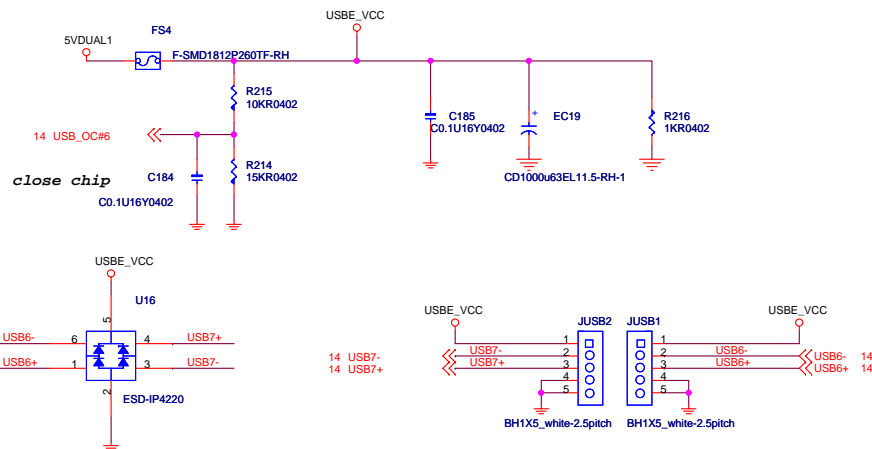 USBE_VCC
FS4
5VDUAL1
F-SMD1812P260TF-RH
R215
10KR0402
C185
C0.1U16Y0402
EC19
+
R216
1KR0402
14 USB_OC#6
R214
15KR0402
close chip
C184
C0.1U16Y0402
CD1000u63EL11.5-RH-1
USBE_VCC
U16
5
USB6-
6
4
USB7+
USB6+
1
3
USB7-
2
ESD-IP4220
USBE_VCC
JUSB2
JUSB1
USBE_VCC
1
1
14 USB7-
USB7-
2
2
USB6-
USB6- 14
14 USB7+
USB7+
3
3
USB6+
USB6+ 14
4
4
5
5
BH1X5_white-2.5pitch
BH1X5_white-2.5pitch